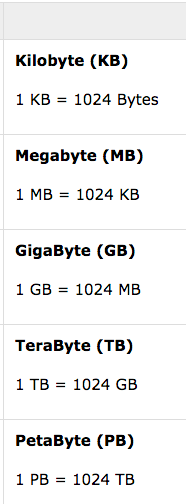 Kilobyte (KB)
1 KB = 1024 Bytes
Megabyte (MB)
1 MB = 1024 KB
GigaByte (GB)
1 GB = 1024 MB
TeraByte (TB)
1 TB = 1024 GB
PetaByte (PB)
1 PB = 1024 TB